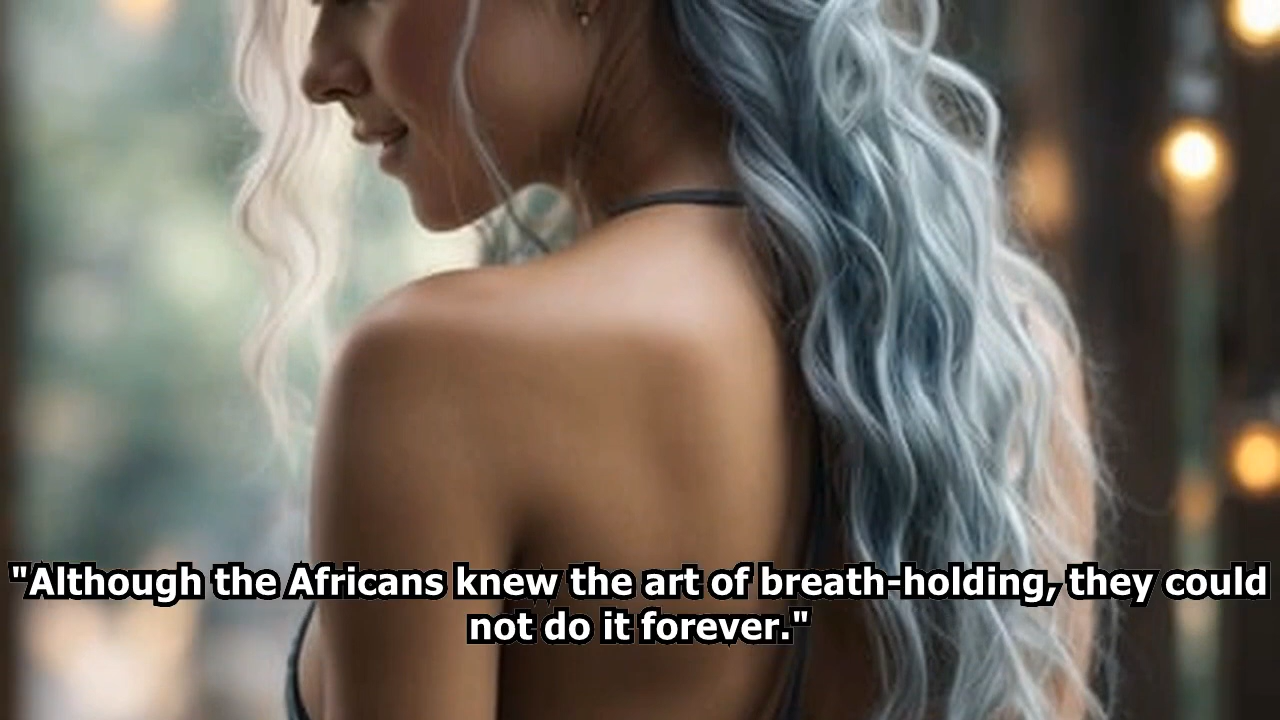 "Although the Africans knew the art of breath-holding, they could
not do it forever."